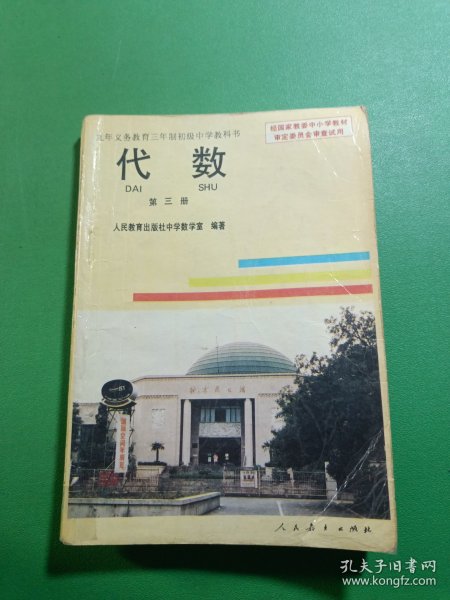 九年义务教育三年制初级中学教科书
经国家教委中小学教材
审定委员会审查试用
代 数
DAI SHU
第三册
人民教育出版社中学数学室 编著
人民教育出版社
孔夫子旧书网
www.kongfz.com